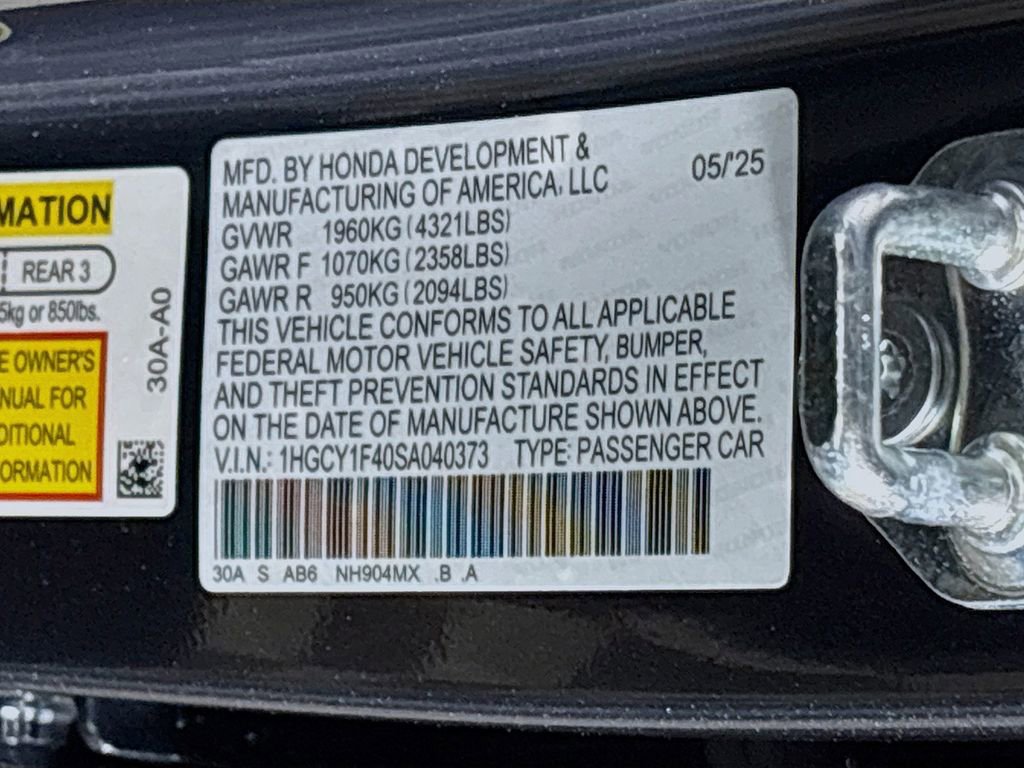 MATION
REAR 3
5kg or 850lbs.
E OWNER'S
NUAL FOR
DITIONAL
ORMATION
30A-A0
MFD. BY HONDA DEVELOPMENT &
MANUFACTURING OF AMERICA, LLC
05/'25
GVWR 1960KG (4321LBS)
GAWR F 1070KG (2358LBS)
GAWR R 950KG (2094LBS)
THIS VEHICLE CONFORMS TO ALL APPLICABLE
FEDERAL MOTOR VEHICLE SAFETY, BUMPER,
AND THEFT PREVENTION STANDARDS IN EFFECT
ON THE DATE OF MANUFACTURE SHOWN ABOVE.
V.I.N.: 1HGCY1F40SA040373 TYPE: PASSENGER CAR
30A S AB6 NH904MX .B .A